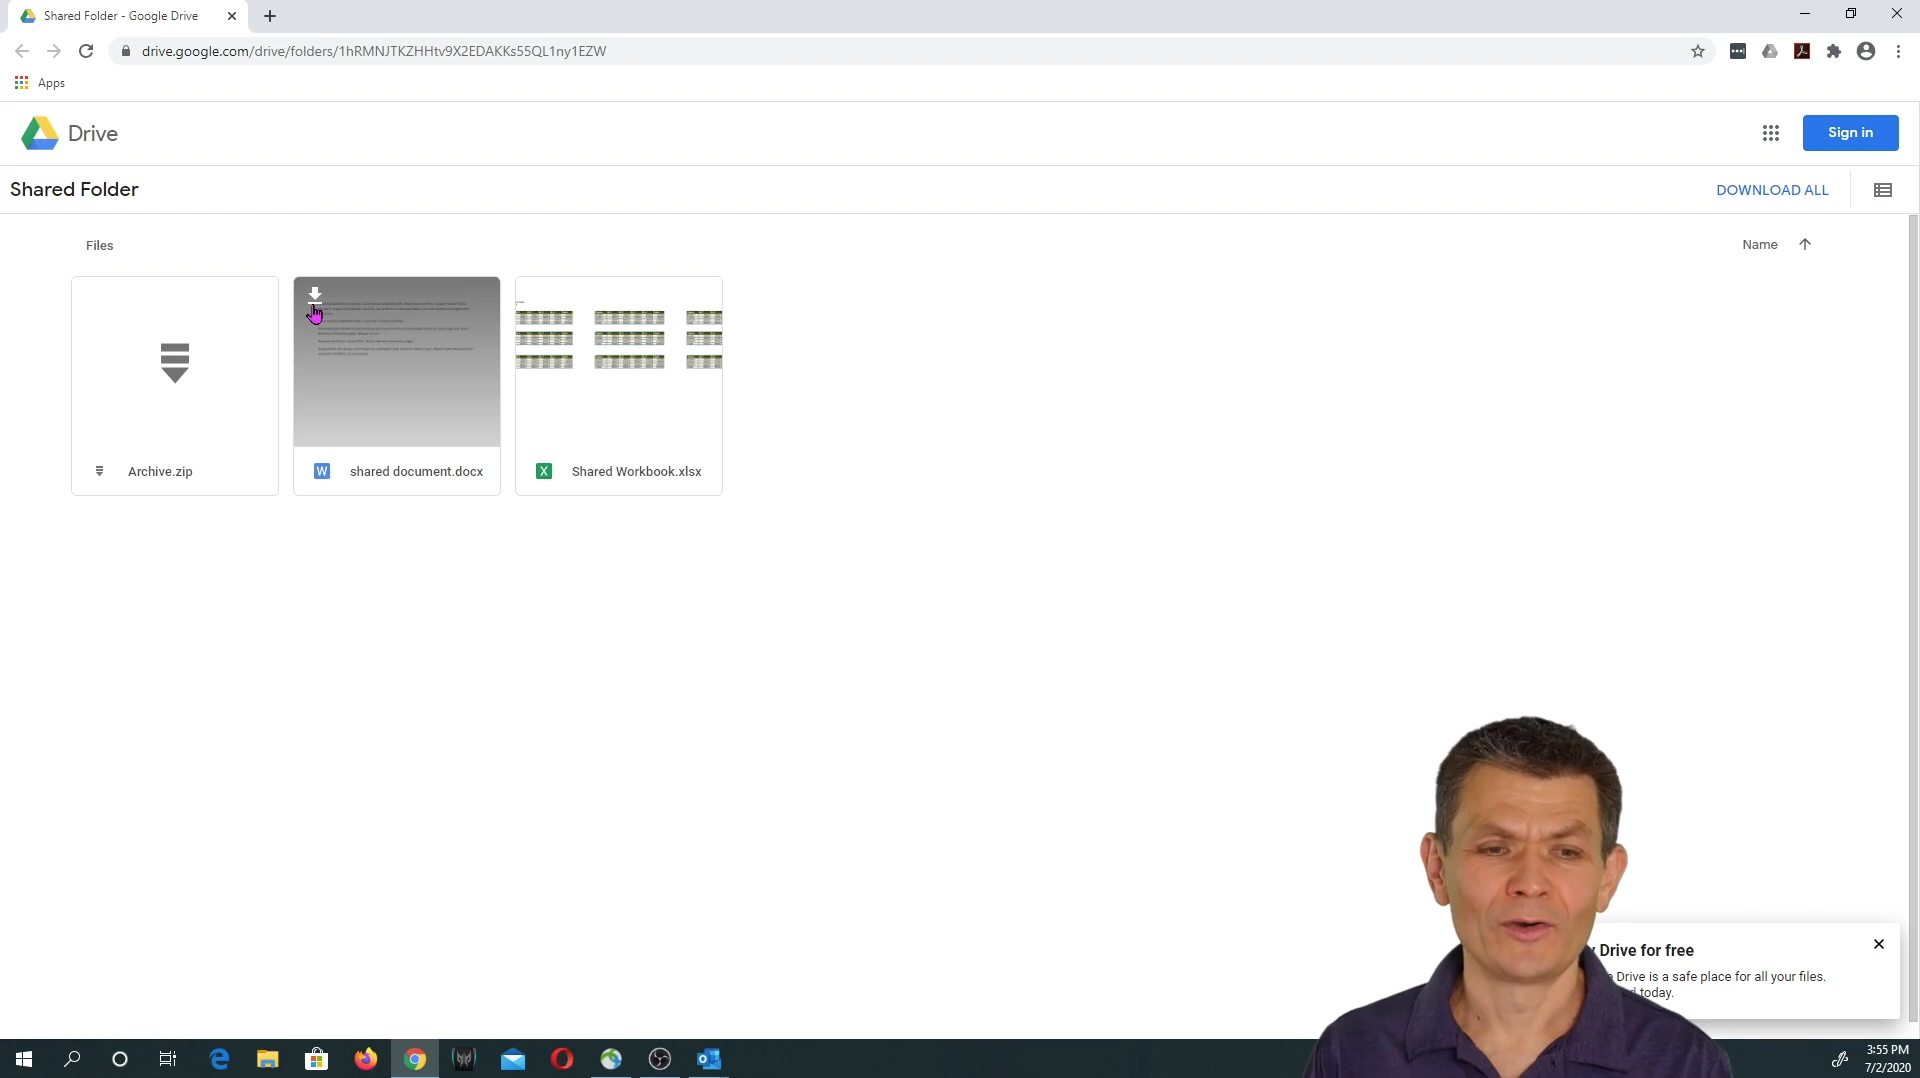 Shared Folder - Google Drive
drive.google.com/drive/folders/1hRMNJTKZHHtv9X2EDAKKs55QL1ny1EZW
Apps
Drive
Sign in
Shared Folder
DOWNLOAD ALL
Files
Name
Archive.zip
W shared document.docx
X Shared Workbook.xlsx
Drive for free
Drive is a safe place for all your files.
today.
3:55 PM
7/2/2020